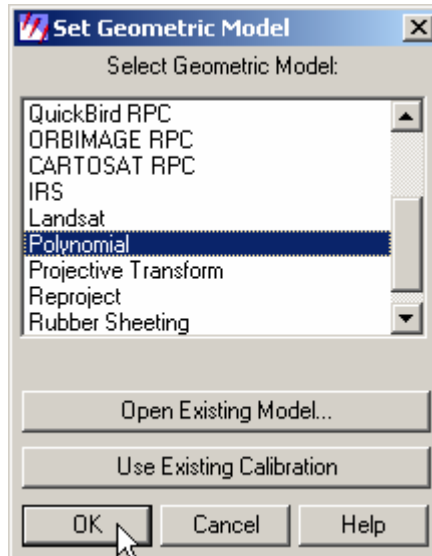 Set Geometric Model
Select Geometric Model:
QuickBird RPC
ORBIMAGE RPC
CARTOSAT RPC
IRS
Landsat
Polynomial
Projective Transform
Reproject
Rubber Sheeting
Open Existing Model...
Use Existing Calibration
OK Cancel Help